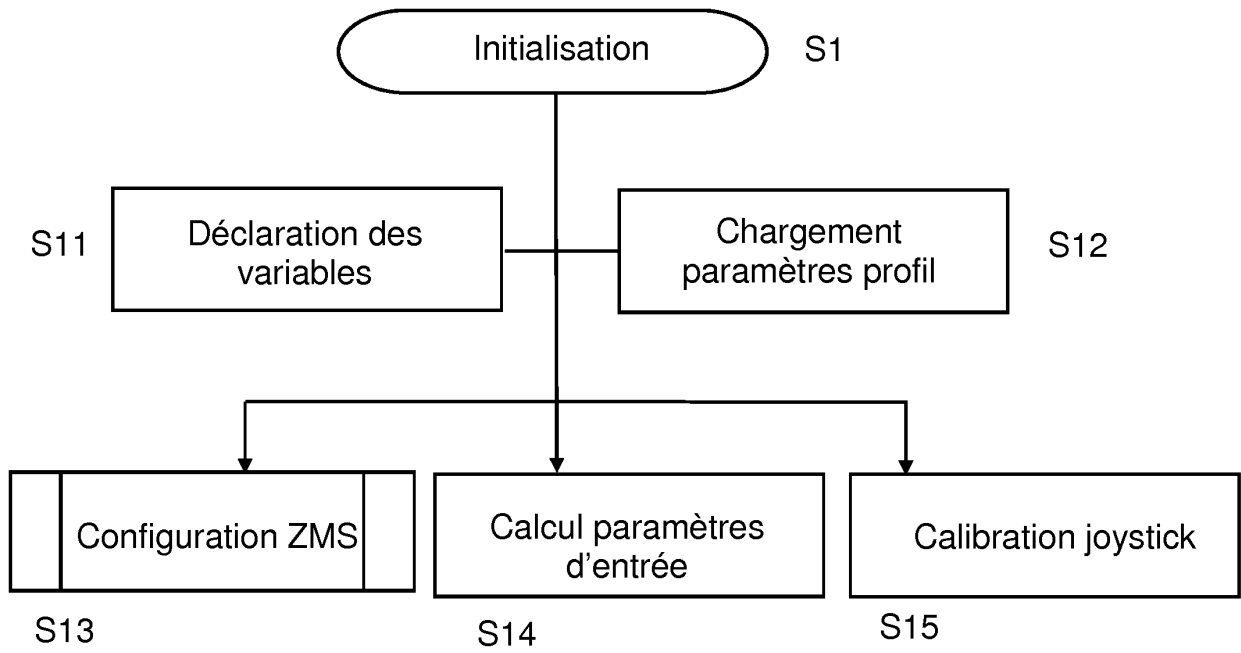 Initialisation
S1
S11
Déclaration des
variables
Chargement
paramètres profil
S12
Configuration ZMS
Calcul paramètres
d'entrée
Calibration joystick
S13
S14
S15